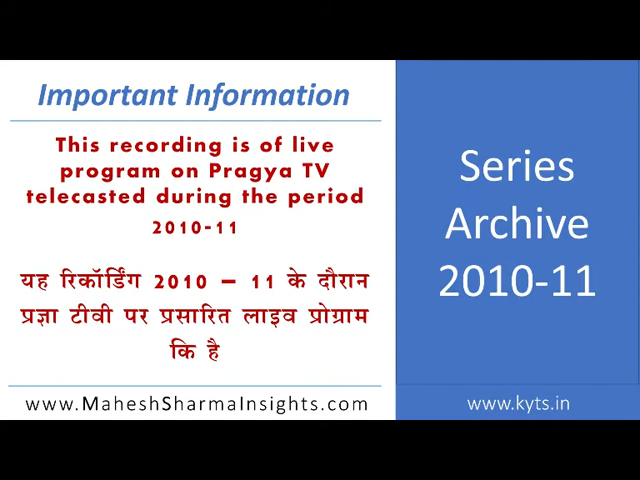 Important Information
This recording is of live
program on Pragya TV
telecasted during the period
2010-11
यह रिकॉर्डिंग 2010 – 11 के दौरान
प्रज्ञा टीवी पर प्रसारित लाइव प्रोग्राम
कि है
www.MaheshSharmaInsights.com
Series
Archive
2010-11
www.kyts.in